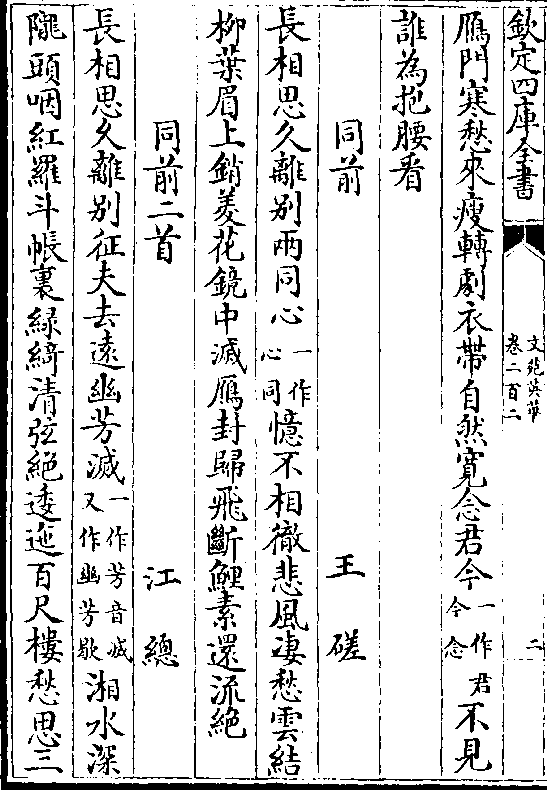 欽定四庫全書
文苑英華
卷二百二
二
鴈門寒愁來瘦轉劇衣帶自然寛念君今一作君今念不見
誰為抱腰看
同前
王瑳
長相思久離别兩同心一作心同憶不相徹悲風凄愁雲結
柳葉眉上銷菱花鏡中滅鴈封歸飛斷鯉素還流絶
同前二首
江總
長相思久離别征夫去遠幽芳滅一作芳音滅又作幽芳歇湘水深
隴頭咽紅羅斗帳裏緑綺清弦絶逶迤百尺樓愁思三